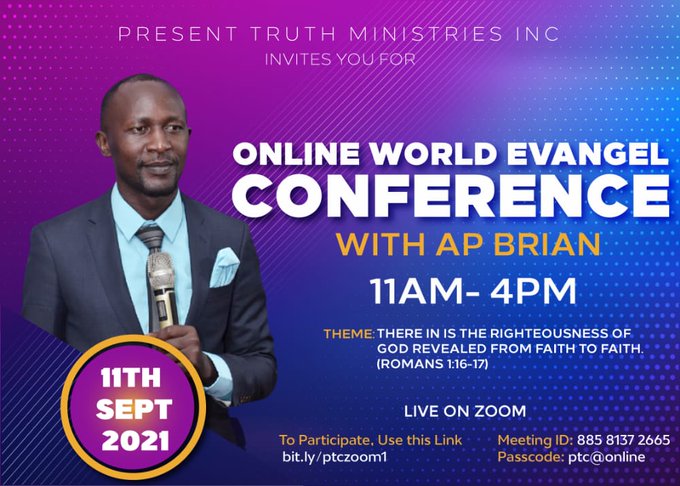 PRESENT TRUTH MINISTRIES INC
INVITES YOU FOR
ONLINE WORLD EVANGEL
CONFERENCE
WITH AP BRIAN
11AM- 4PM
THEME: THERE IN IS THE RIGHTEOUSNESS OF
GOD REVEALED FROM FAITH TO FAITH.
(ROMANS 1:16-17)
11TH
SEPT
2021
LIVE ON ZOOM
To Participate, Use this Link
bit.ly/ptczoom1
Meeting ID: 885 8137 2665
Passcode: ptc@online